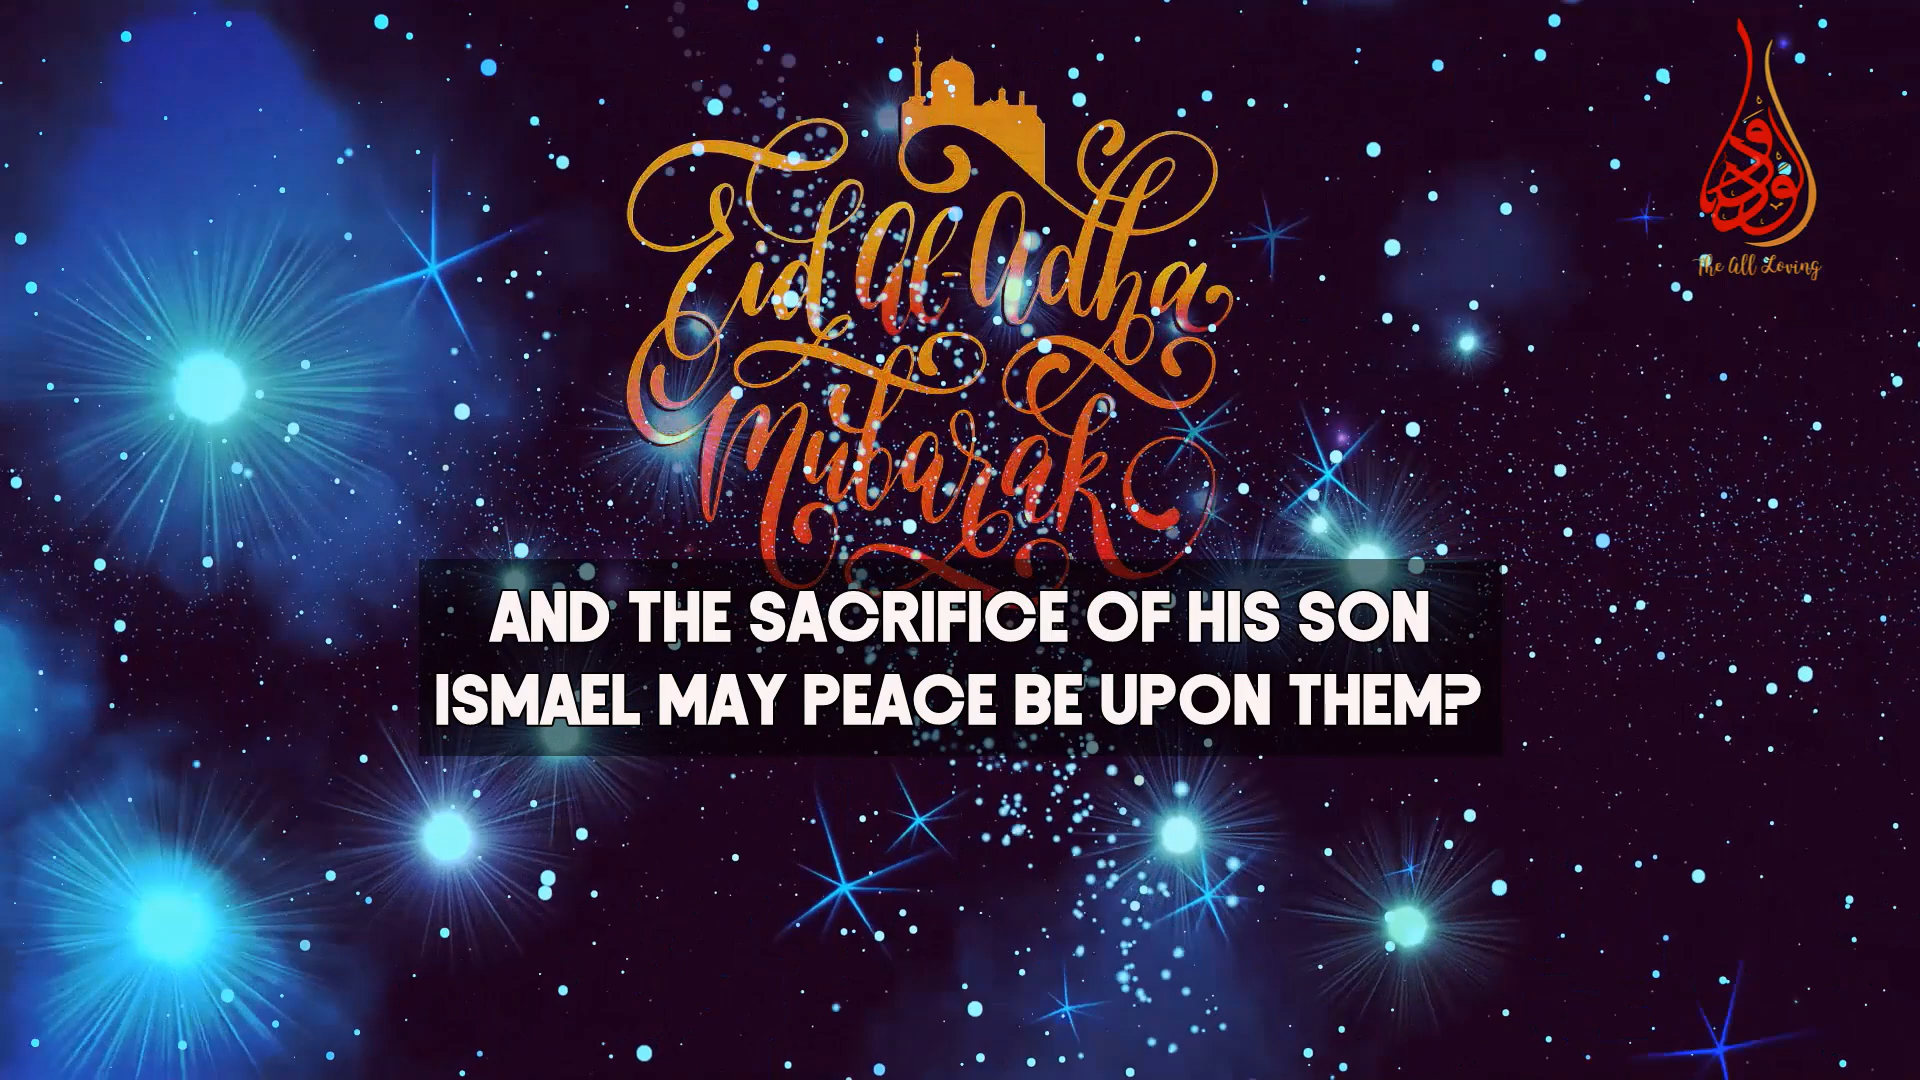 Eid Al-Adha
Mubarak
ودود
The All Loving
AND THE SACRIFICE OF HIS SON
ISMAEL MAY PEACE BE UPON THEM?